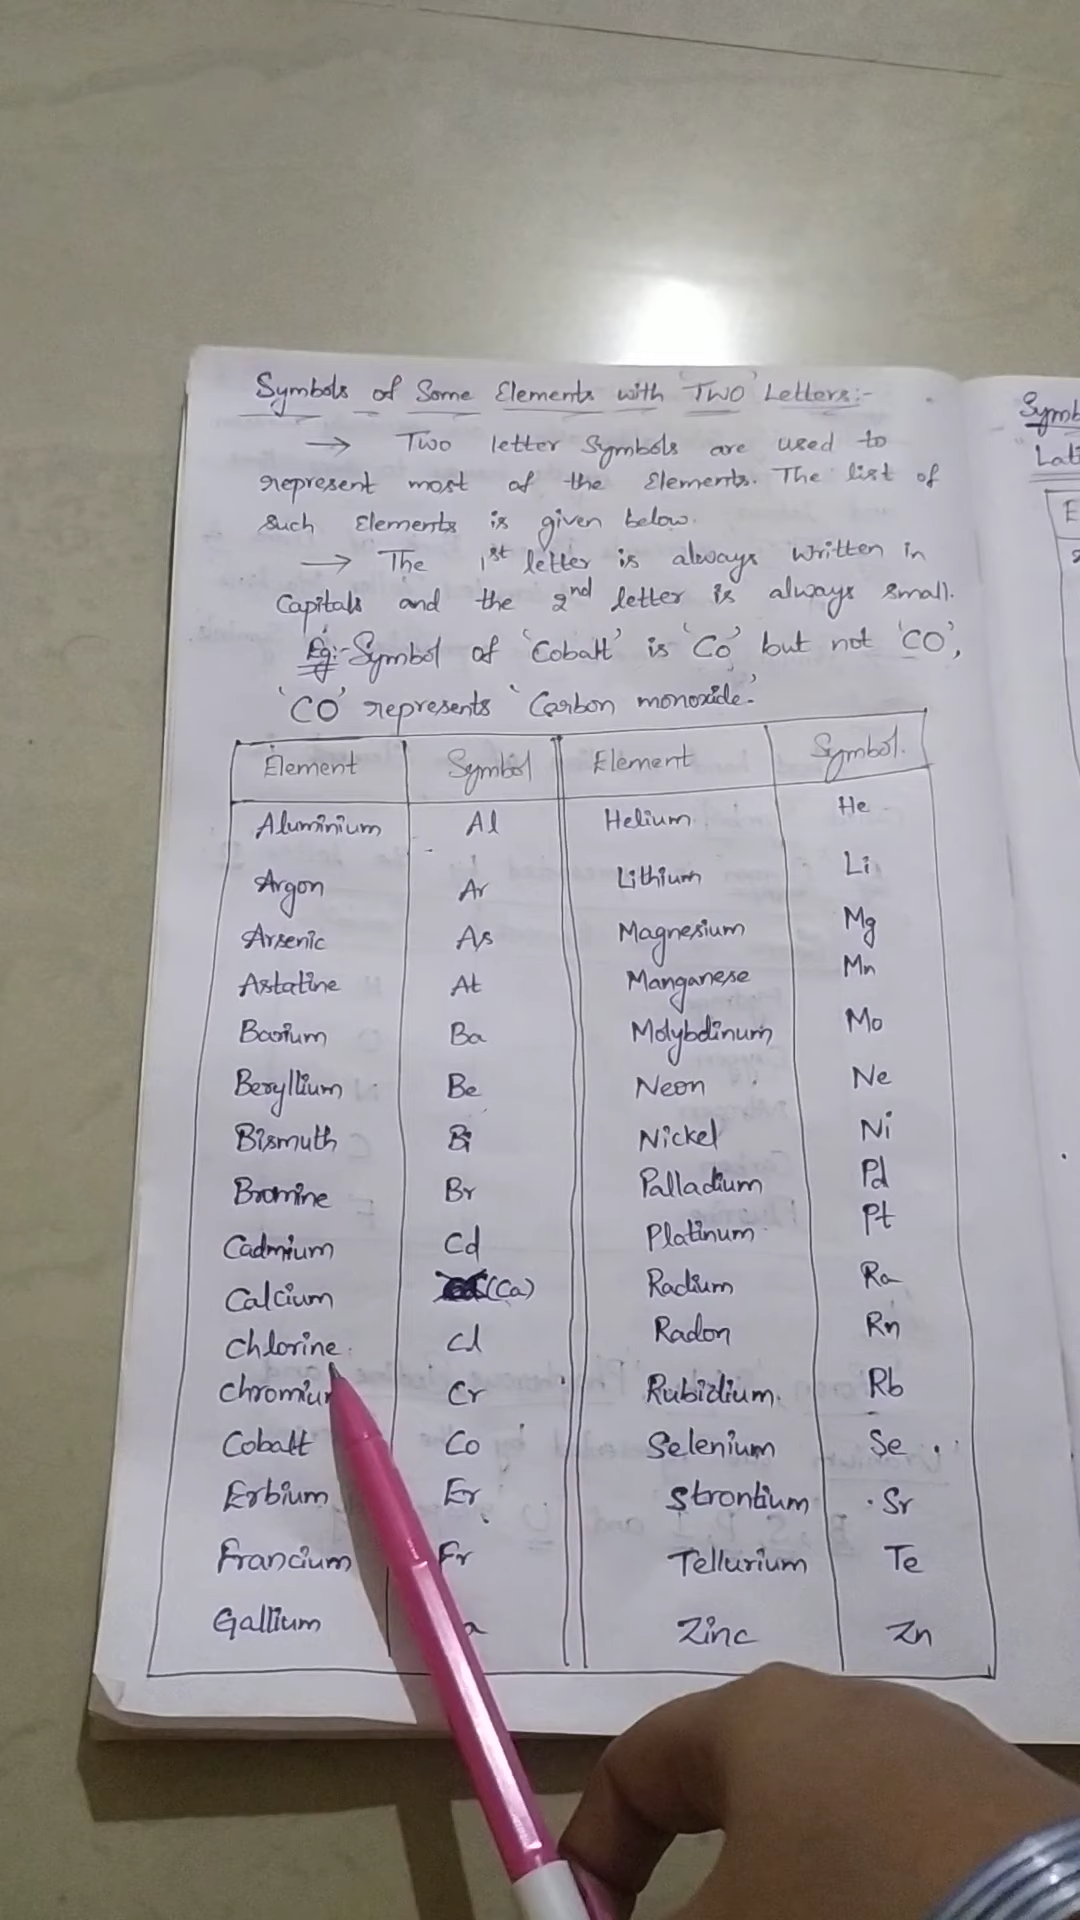 Symbols of Some Elements with 'TWO' Letters:-
→ Two letter Symbols are used to
represent most of the Elements. The list of
such Elements is given below.
→ The 1st letter is always written in
Capitals and the 2nd letter is always small.
Eg:- Symbol of 'Cobalt' is 'Co' but not 'CO',
'CO' represents 'Carbon monoxide.'
Element Symbol Element Symbol.
Aluminium Al Helium He
Argon Ar Lithium Li
Arsenic As Magnesium Mg
Astatine At Manganese Mn
Barium Ba Molybdinum Mo
Beryllium Be Neon Ne
Bismuth Bi Nickel Ni
Bromine Br Palladium Pd
Cadmium Cd Platinum Pt
Calcium (Ca) Radium Ra
Chlorine Cl Radon Rn
Chromium Cr Rubidium Rb
Cobalt Co Selenium Se
Erbium Er Strontium Sr
Francium Fr Tellurium Te
Gallium Zinc Zn
Symb
Lat
E